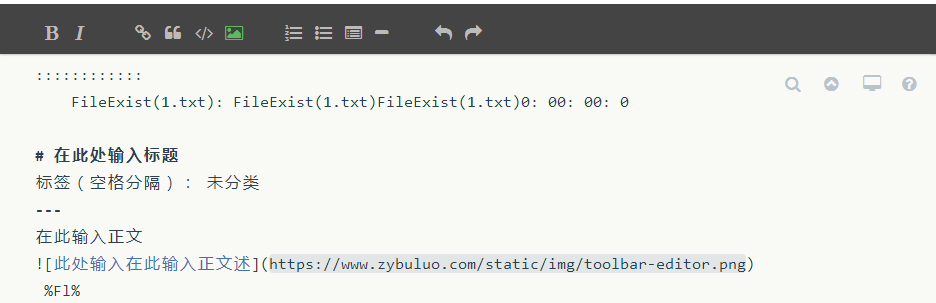 B I
::::::::::::
FileExist(1.txt): FileExist(1.txt)FileExist(1.txt)0: 00: 00: 0
# 在此处输入标题
标签（空格分隔）： 未分类
---
在此输入正文
![此处输入在此输入正文述](https://www.zybuluo.com/static/img/toolbar-editor.png)
%Fl%